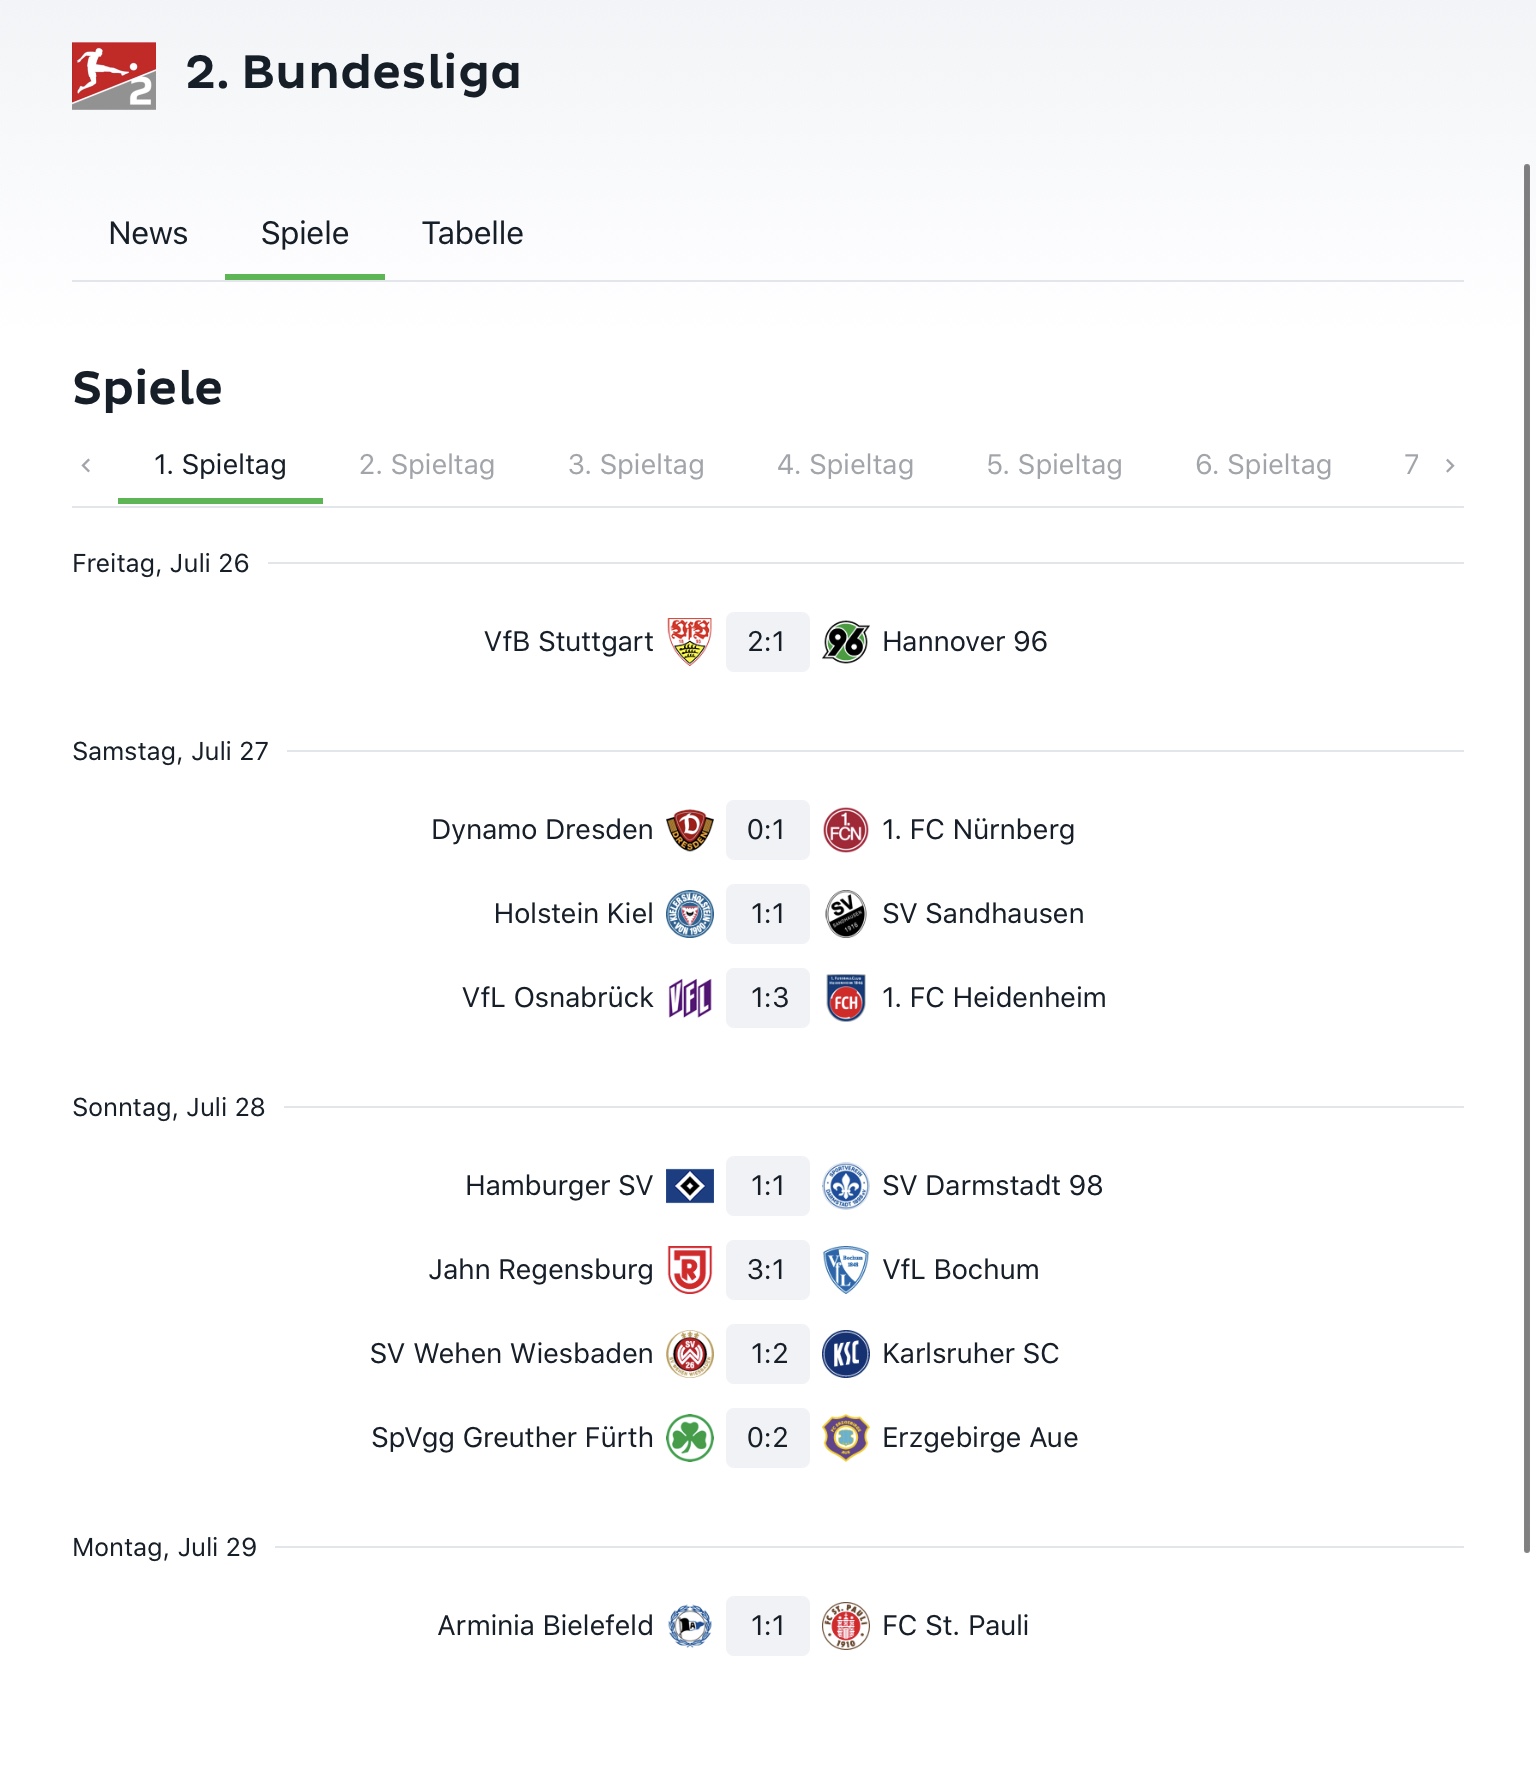 2. Bundesliga
News Spiele Tabelle
Spiele
1. Spieltag 2. Spieltag 3. Spieltag 4. Spieltag 5. Spieltag 6. Spieltag 7
Freitag, Juli 26
VfB Stuttgart 2:1 Hannover 96
Samstag, Juli 27
Dynamo Dresden 0:1 1. FC Nürnberg
Holstein Kiel 1:1 SV Sandhausen
VfL Osnabrück 1:3 1. FC Heidenheim
Sonntag, Juli 28
Hamburger SV 1:1 SV Darmstadt 98
Jahn Regensburg 3:1 VfL Bochum
SV Wehen Wiesbaden 1:2 Karlsruher SC
SpVgg Greuther Fürth 0:2 Erzgebirge Aue
Montag, Juli 29
Arminia Bielefeld 1:1 FC St. Pauli